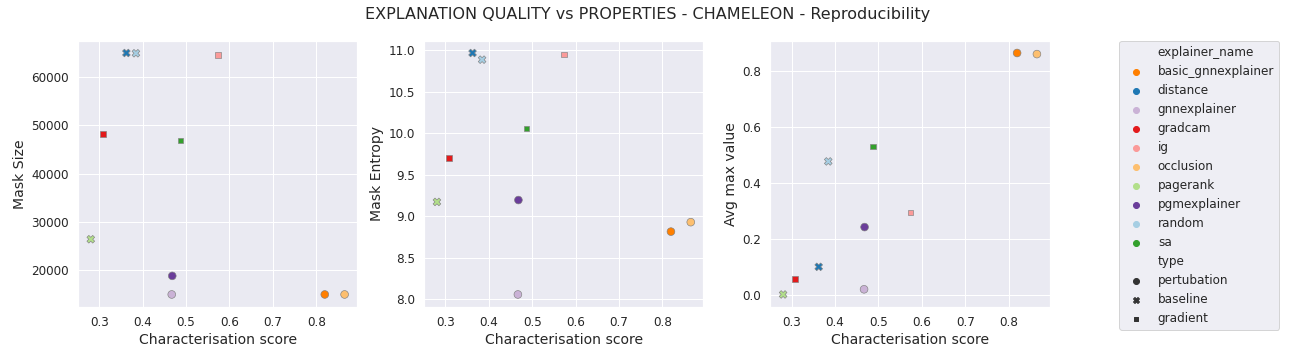 EXPLANATION QUALITY vs PROPERTIES - CHAMELEON - Reproducibility
Mask Size
60000
50000
40000
30000
20000
0.3 0.4 0.5 0.6 0.7 0.8
Characterisation score
Mask Entropy
11.0
10.5
10.0
9.5
9.0
8.5
8.0
0.3 0.4 0.5 0.6 0.7 0.8
Characterisation score
Avg max value
0.8
0.6
0.4
0.2
0.0
0.3 0.4 0.5 0.6 0.7 0.8
Characterisation score
explainer_name
basic_gnnexplainer
distance
gnnexplainer
gradcam
ig
occlusion
pagerank
pgmexplainer
random
sa
type
pertubation
baseline
gradient